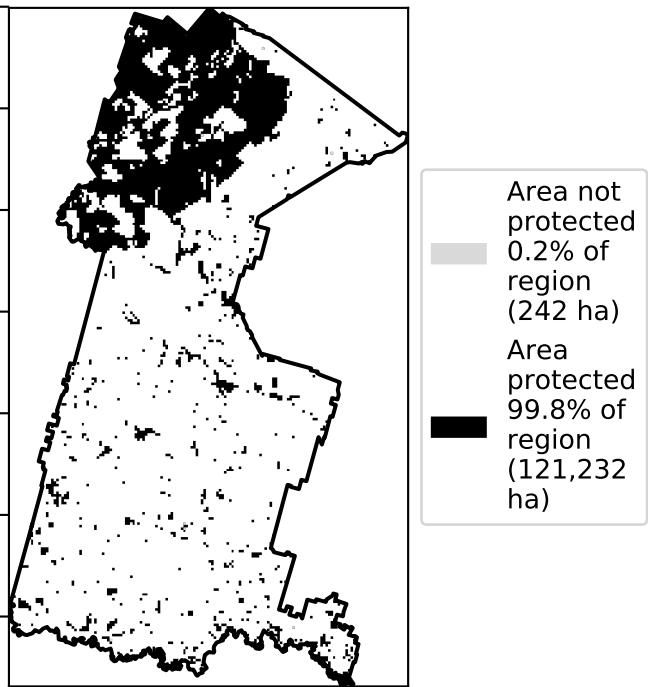 Area not
protected
0.2% of
region
(242 ha)
Area
protected
99.8% of
region
(121,232
ha)